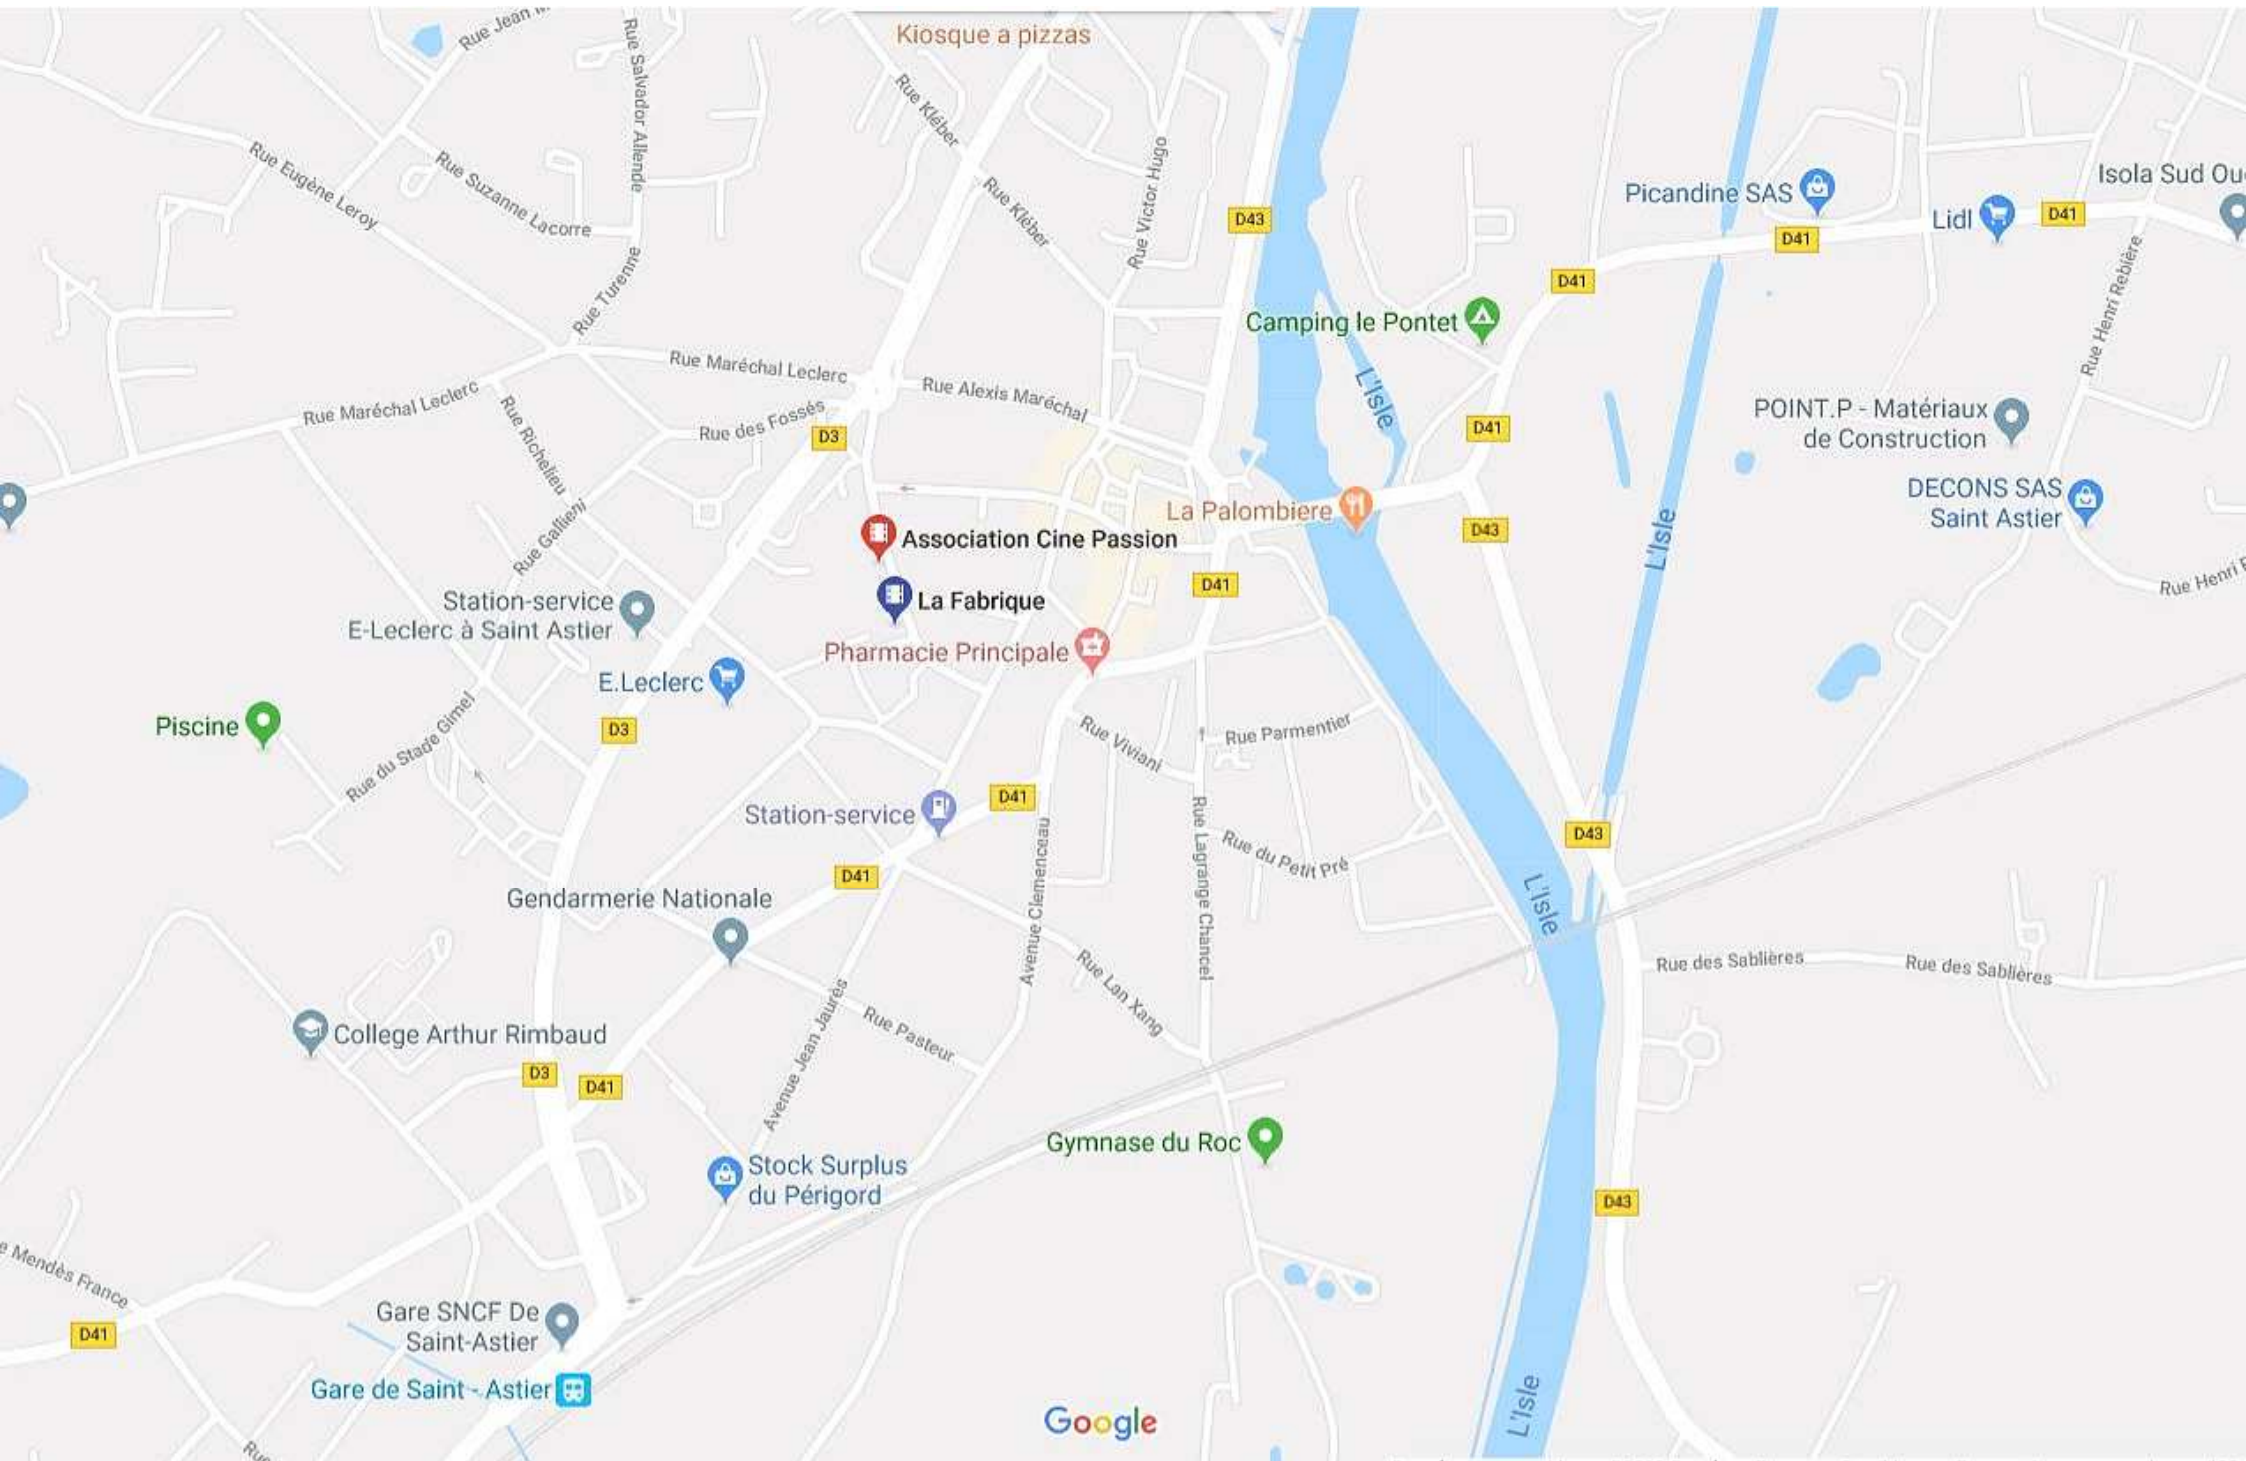 Kiosque a pizzas
Rue Salvador Allende
Rue Kléber
Rue Victor Hugo
Rue Eugène Leroy
Rue Suzanne Lacorre
Rue Kléber
D43
Picandine SAS
Lidl
D41
D41
Isola Sud Ou
Rue Turenne
D41
Camping le Pontet
L'Isle
Rue Henri Rebière
Rue Maréchal Leclerc
Rue Alexis Maréchal
Rue Maréchal Leclerc
Rue des Fossés
D3
Rue Richelieu
D41
POINT.P - Matériaux
de Construction
DECONS SAS
Saint Astier
La Palombiere
D43
L'Isle
Rue Gallieni
Association Cine Passion
La Fabrique
D41
Rue Henri
Station-service
E-Leclerc à Saint Astier
Pharmacie Principale
E.Leclerc
Piscine
D3
Rue du Stade Gimel
Rue Viviani
Rue Parmentier
Station-service
D41
D43
Avenue Clemenceau
Rue Lagrange Chancel
Rue du Petit Pré
D41
Gendarmerie Nationale
L'Isle
Rue Lan Xang
Rue des Sablières
Rue des Sablières
Avenue Jean Jaurès
Rue Pasteur
College Arthur Rimbaud
D3
D41
Gymnase du Roc
Stock Surplus
du Périgord
D43
Mendès France
D41
Gare SNCF De
Saint-Astier
Gare de Saint - Astier
L'Isle
Google
Rue
Rue Jean